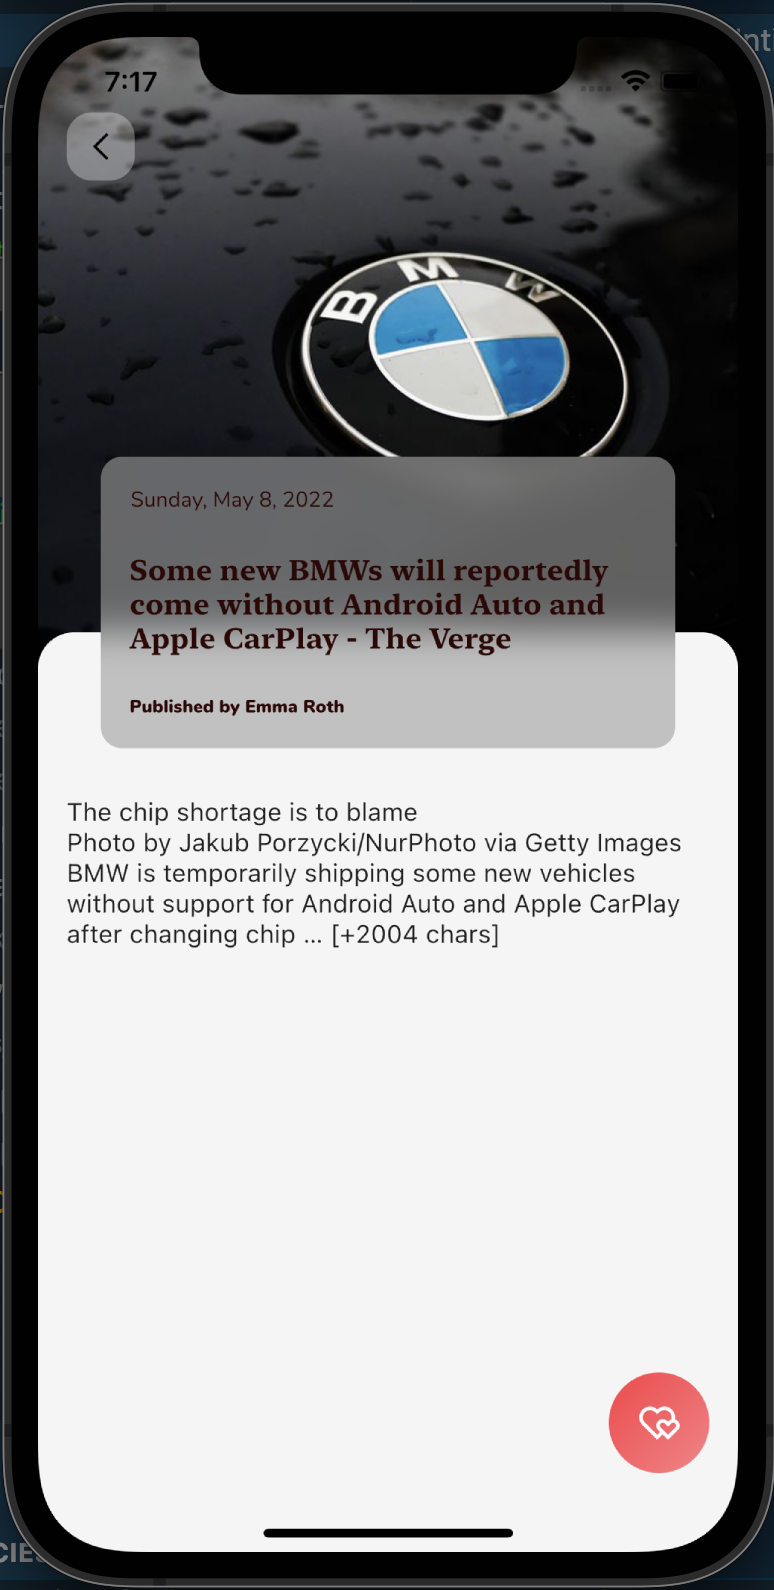 7:17
B M W
Sunday, May 8, 2022
Some new BMWs will reportedly
come without Android Auto and
Apple CarPlay - The Verge
Published by Emma Roth
The chip shortage is to blame
Photo by Jakub Porzycki/NurPhoto via Getty Images
BMW is temporarily shipping some new vehicles
without support for Android Auto and Apple CarPlay
after changing chip … [+2004 chars]